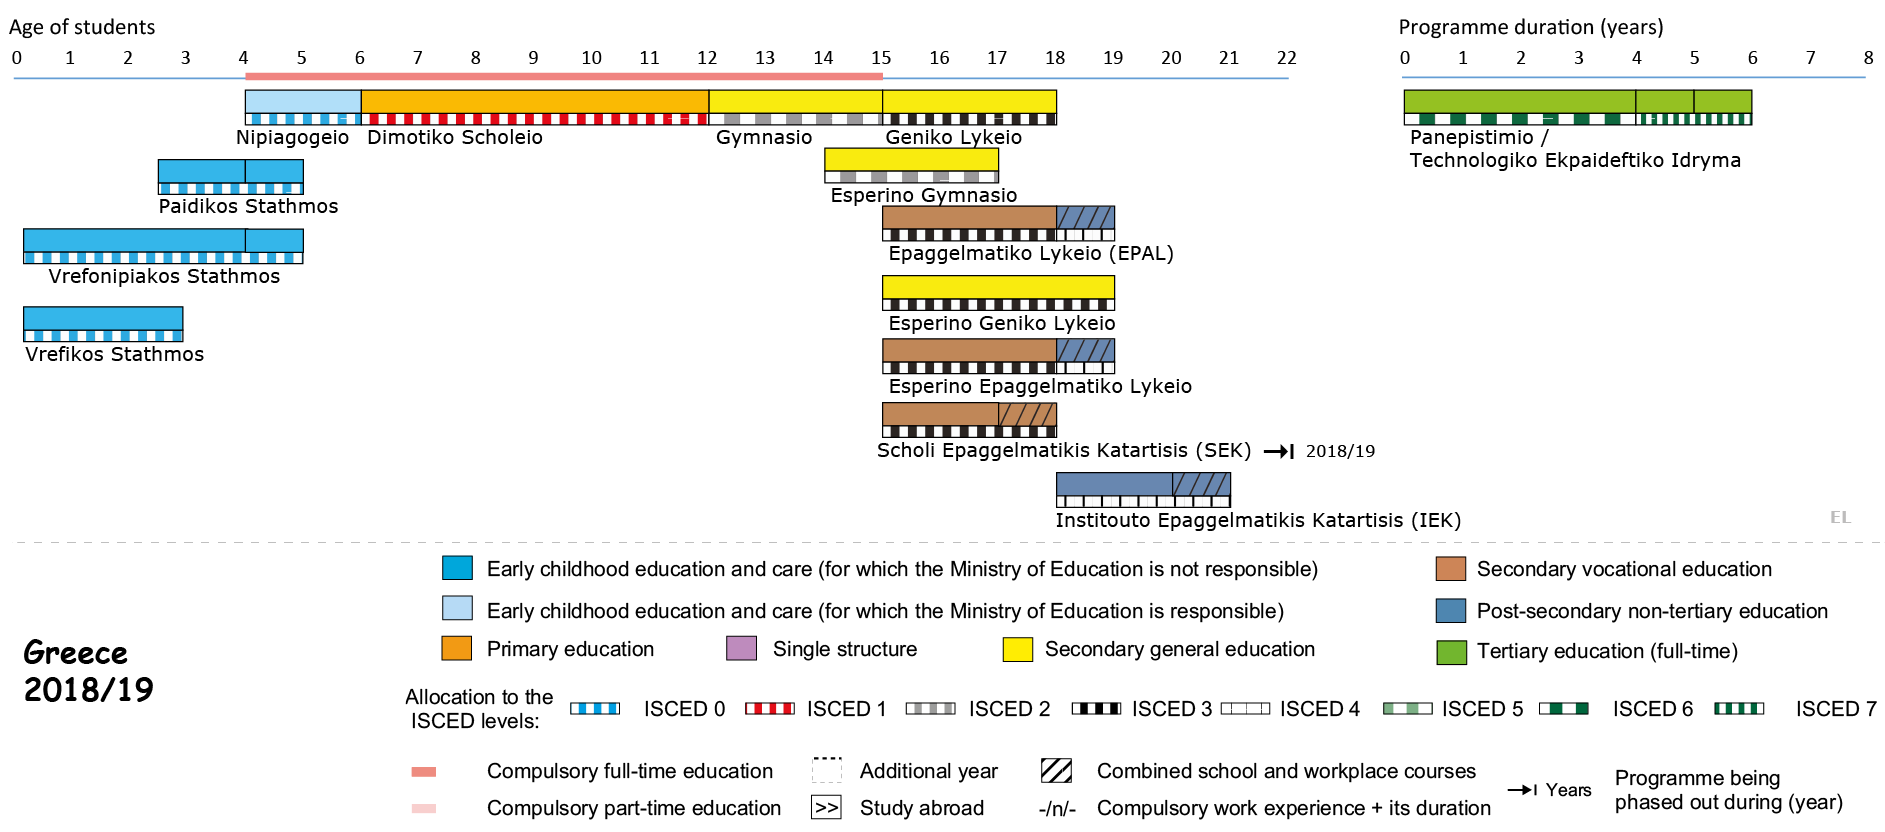 Age of students
Programme duration (years)
0 1 2 3 4 5 6 7 8 9 10 11 12 13 14 15 16 17 18 19 20 21 22
0 1 2 3 4 5 6 7 8
Nipiagogeio
Dimotiko Scholeio
Gymnasio
Geniko Lykeio
Panepistimio /
Technologiko Ekpaideftiko Idryma
Esperino Gymnasio
Paidikos Stathmos
Epaggelmatiko Lykeio (EPAL)
Vrefonipiakos Stathmos
Esperino Geniko Lykeio
Vrefikos Stathmos
Esperino Epaggelmatiko Lykeio
Scholi Epaggelmatikis Katartisis (SEK) 2018/19
Institouto Epaggelmatikis Katartisis (IEK)
EL
Early childhood education and care (for which the Ministry of Education is not responsible)
Secondary vocational education
Early childhood education and care (for which the Ministry of Education is responsible)
Post-secondary non-tertiary education
Greece
2018/19
Primary education
Single structure
Secondary general education
Tertiary education (full-time)
Allocation to the
ISCED levels:
ISCED 0
ISCED 1
ISCED 2
ISCED 3
ISCED 4
ISCED 5
ISCED 6
ISCED 7
Compulsory full-time education
Additional year
Combined school and workplace courses
Years
Programme being
phased out during (year)
Compulsory part-time education
>> Study abroad
-/n/- Compulsory work experience + its duration